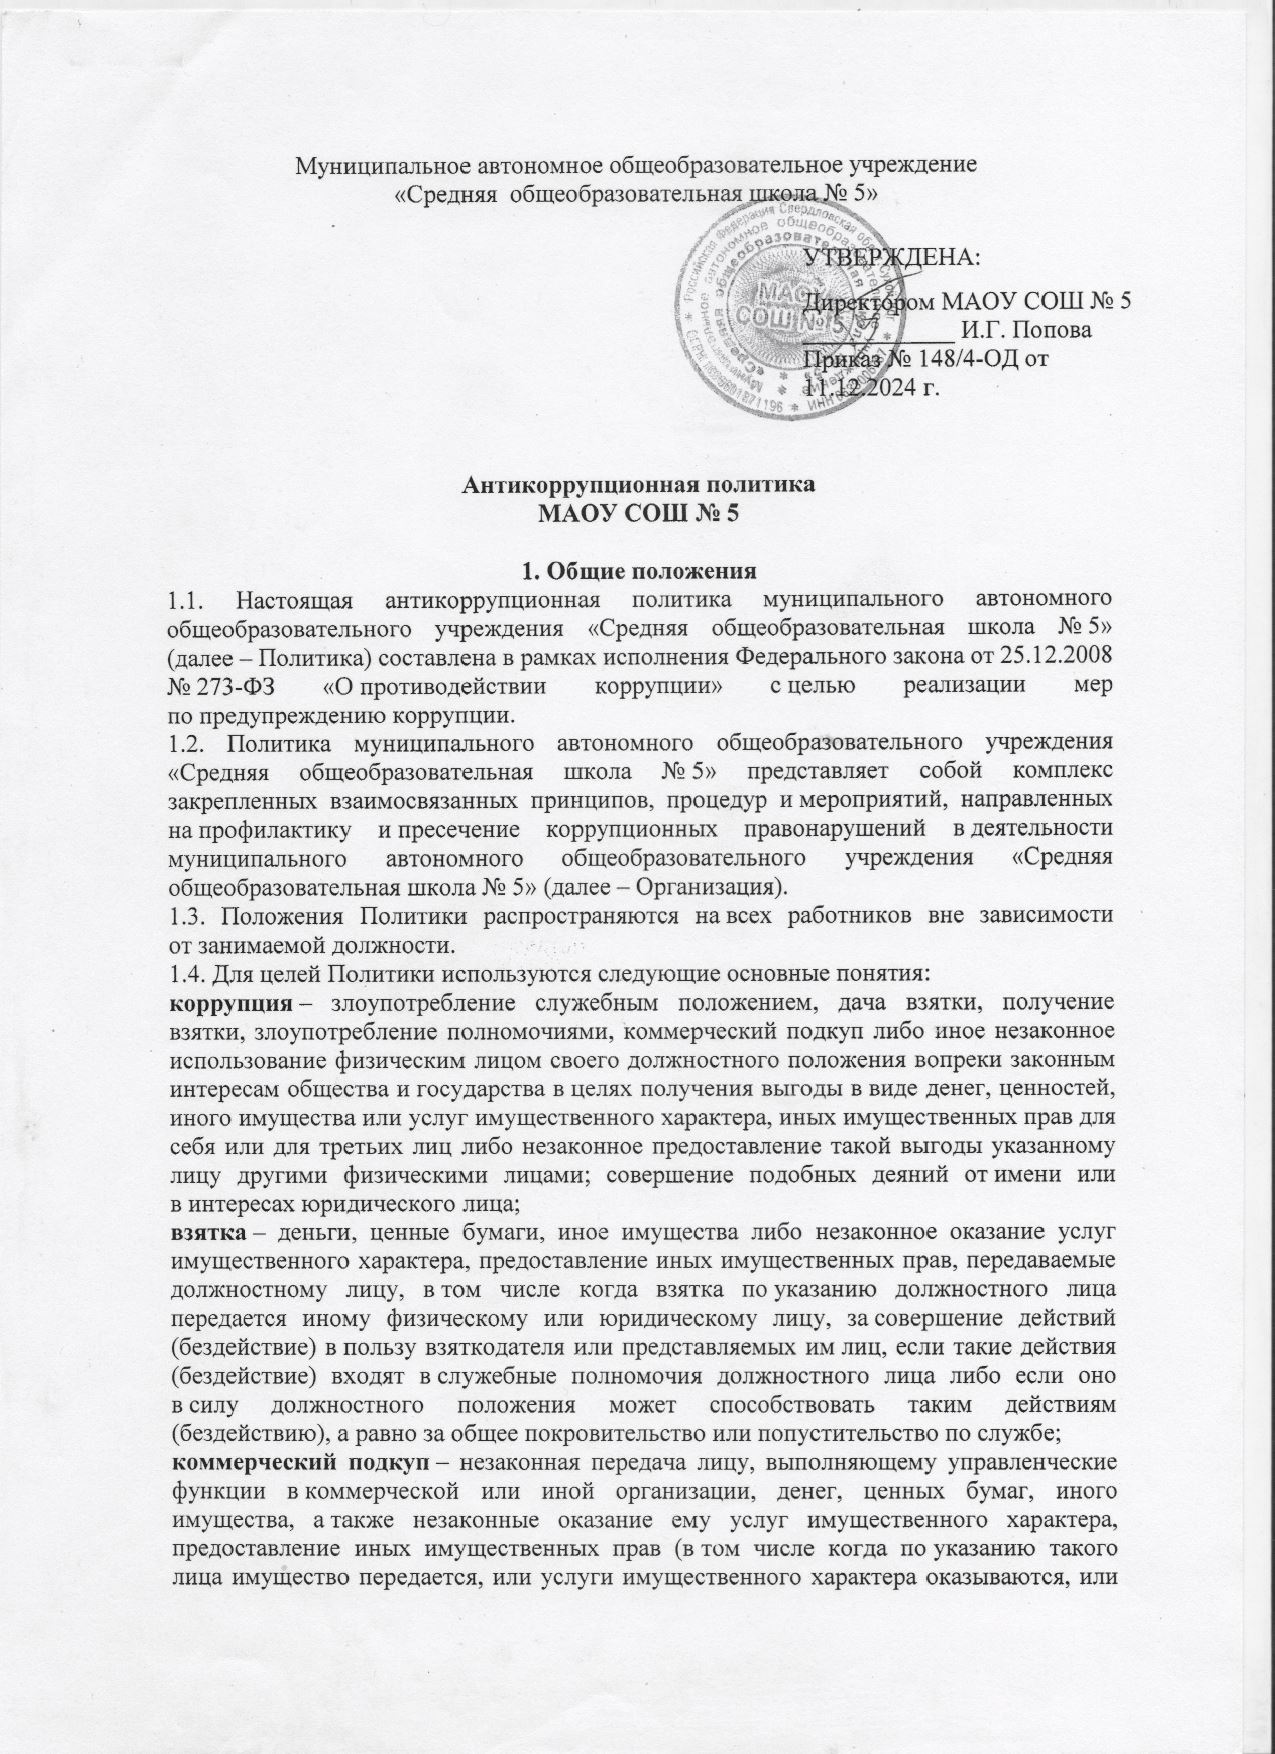 Муниципальное автономное общеобразовательное учреждение
«Средняя общеобразовательная школа № 5»
УТВЕРЖДЕНА:
Директором МАОУ СОШ № 5
____________ И.Г. Попова
Приказ № 148/4-ОД от
11.12.2024 г.
МАОУ
СОШ №5
Антикоррупционная политика
МАОУ СОШ № 5
1. Общие положения
1.1. Настоящая антикоррупционная политика муниципального автономного
общеобразовательного учреждения «Средняя общеобразовательная школа № 5»
(далее – Политика) составлена в рамках исполнения Федерального закона от 25.12.2008
№ 273-ФЗ «О противодействии коррупции» с целью реализации мер
по предупреждению коррупции.
1.2. Политика муниципального автономного общеобразовательного учреждения
«Средняя общеобразовательная школа № 5» представляет собой комплекс
закрепленных взаимосвязанных принципов, процедур и мероприятий, направленных
на профилактику и пресечение коррупционных правонарушений в деятельности
муниципального автономного общеобразовательного учреждения «Средняя
общеобразовательная школа № 5» (далее – Организация).
1.3. Положения Политики распространяются на всех работников вне зависимости
от занимаемой должности.
1.4. Для целей Политики используются следующие основные понятия:
коррупция – злоупотребление служебным положением, дача взятки, получение
взятки, злоупотребление полномочиями, коммерческий подкуп либо иное незаконное
использование физическим лицом своего должностного положения вопреки законным
интересам общества и государства в целях получения выгоды в виде денег, ценностей,
иного имущества или услуг имущественного характера, иных имущественных прав для
себя или для третьих лиц либо незаконное предоставление такой выгоды указанному
лицу другими физическими лицами; совершение подобных деяний от имени или
в интересах юридического лица;
взятка – деньги, ценные бумаги, иное имущества либо незаконное оказание услуг
имущественного характера, предоставление иных имущественных прав, передаваемые
должностному лицу, в том числе когда взятка по указанию должностного лица
передается иному физическому или юридическому лицу, за совершение действий
(бездействие) в пользу взяткодателя или представляемых им лиц, если такие действия
(бездействие) входят в служебные полномочия должностного лица либо если оно
в силу должностного положения может способствовать таким действиям
(бездействию), а равно за общее покровительство или попустительство по службе;
коммерческий подкуп – незаконная передача лицу, выполняющему управленческие
функции в коммерческой или иной организации, денег, ценных бумаг, иного
имущества, а также незаконные оказание ему услуг имущественного характера,
предоставление иных имущественных прав (в том числе когда по указанию такого
лица имущество передается, или услуги имущественного характера оказываются, или